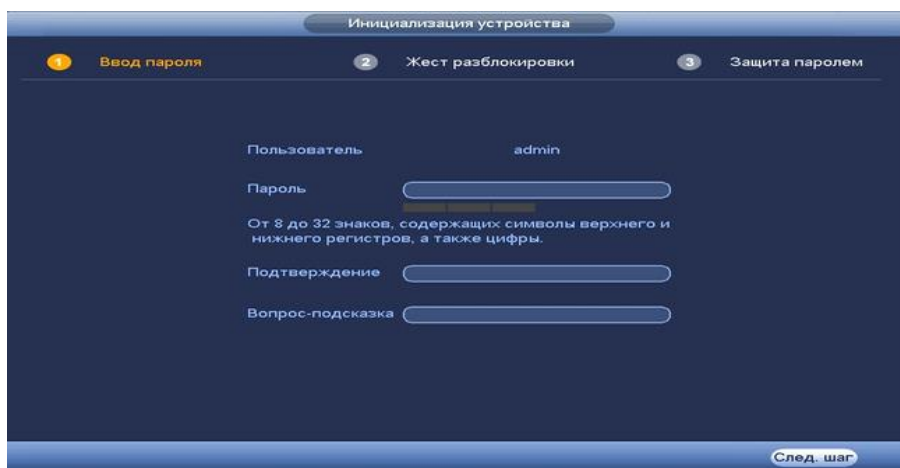 Инициализация устройства
1 Ввод пароля 2 Жест разблокировки 3 Защита паролем
Пользователь admin
Пароль
От 8 до 32 знаков, содержащих символы верхнего и
нижнего регистров, а также цифры.
Подтверждение
Вопрос-подсказка
След. шаг